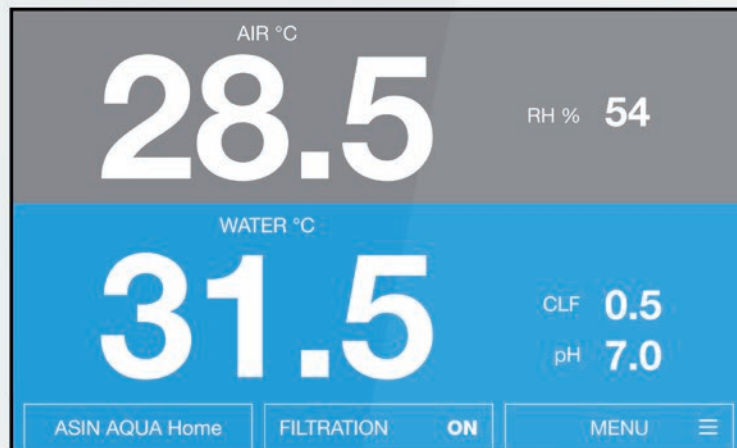 AIR °C
28.5
RH % 54
WATER °C
31.5
CLF 0.5
pH 7.0
ASIN AQUA Home
FILTRATION ON
MENU